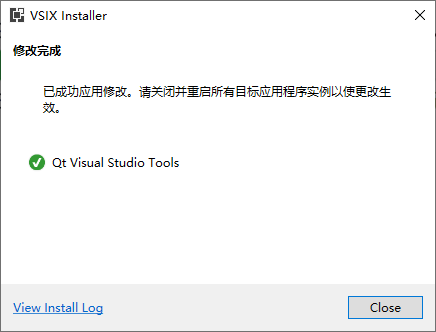 VSIX Installer
修改完成
已成功应用修改。请关闭并重启所有目标应用程序实例以使更改生
效。
Qt Visual Studio Tools
View Install Log
Close